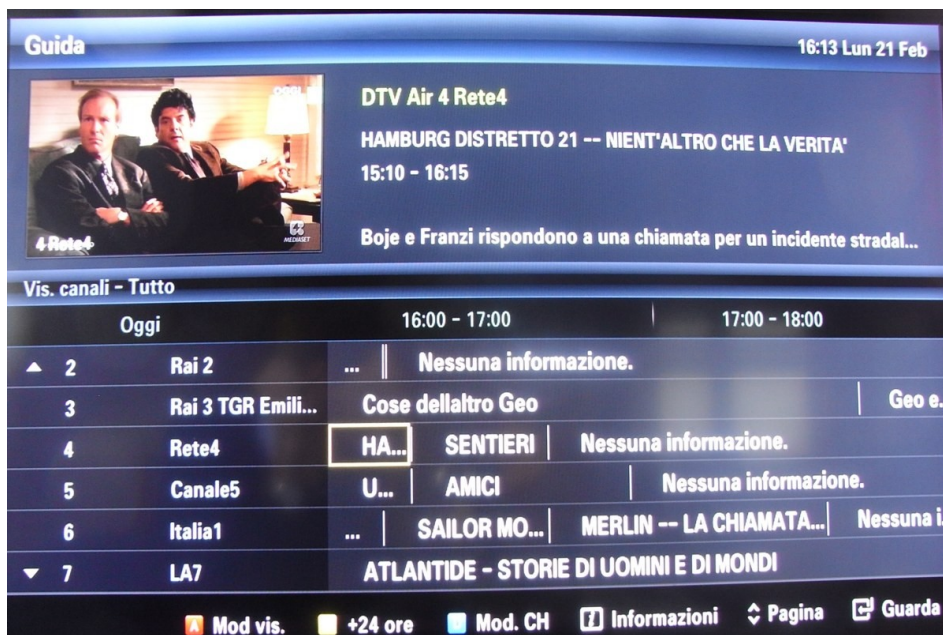 Guida
16:13 Lun 21 Feb
DTV Air 4 Rete4
HAMBURG DISTRETTO 21 -- NIENT'ALTRO CHE LA VERITA'
15:10 - 16:15
MEDIASET
4 Rete4
Boje e Franzi rispondono a una chiamata per un incidente stradal...
Vis. canali - Tutto
Oggi 16:00 - 17:00 17:00 - 18:00
2 Rai 2 ... Nessuna informazione.
3 Rai 3 TGR Emili... Cose dellaltro Geo Geo e.
4 Rete4 HA... SENTIERI Nessuna informazione.
5 Canale5 U... AMICI Nessuna informazione.
6 Italia1 ... SAILOR MO... MERLIN -- LA CHIAMATA... Nessuna i.
7 LA7 ATLANTIDE - STORIE DI UOMINI E DI MONDI
A Mod vis. +24 ore Mod. CH i Informazioni Pagina Guarda